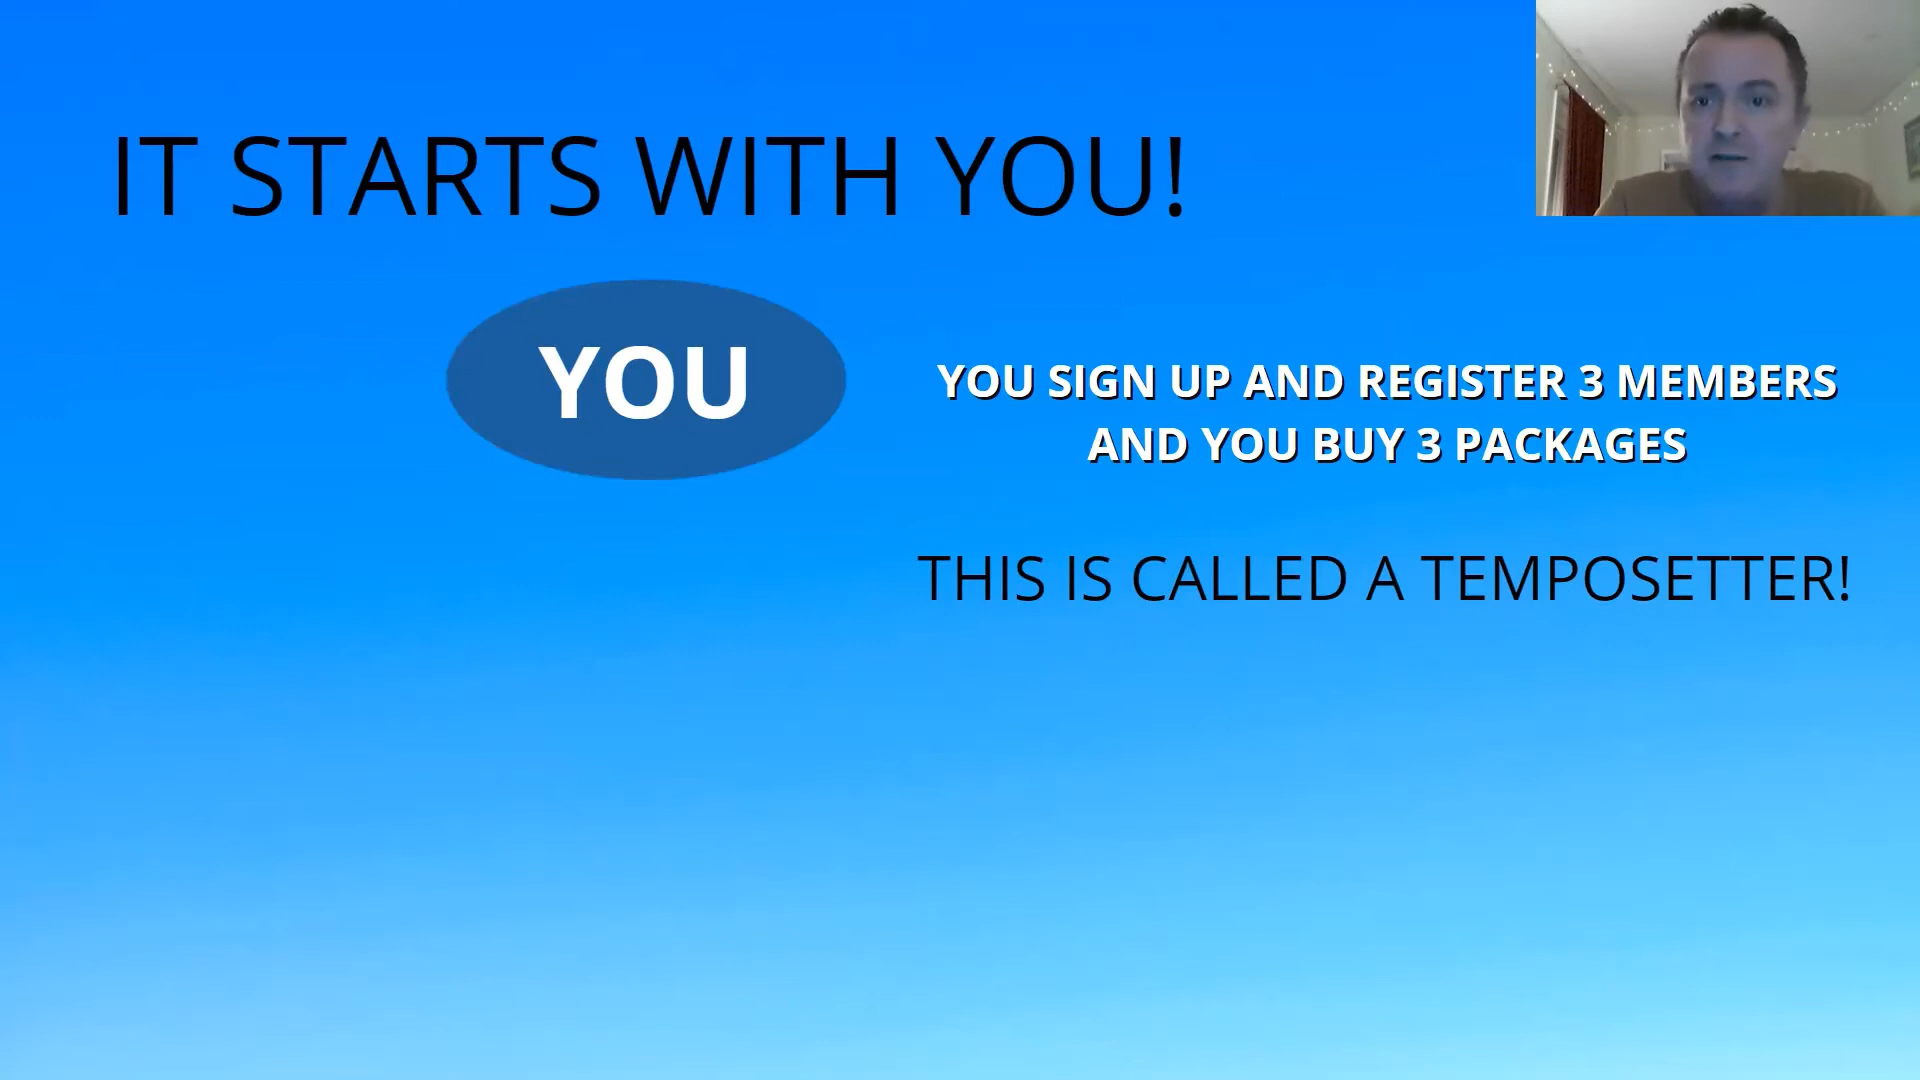 IT STARTS WITH YOU!
YOU
YOU SIGN UP AND REGISTER 3 MEMBERS
AND YOU BUY 3 PACKAGES
THIS IS CALLED A TEMPOSETTER!